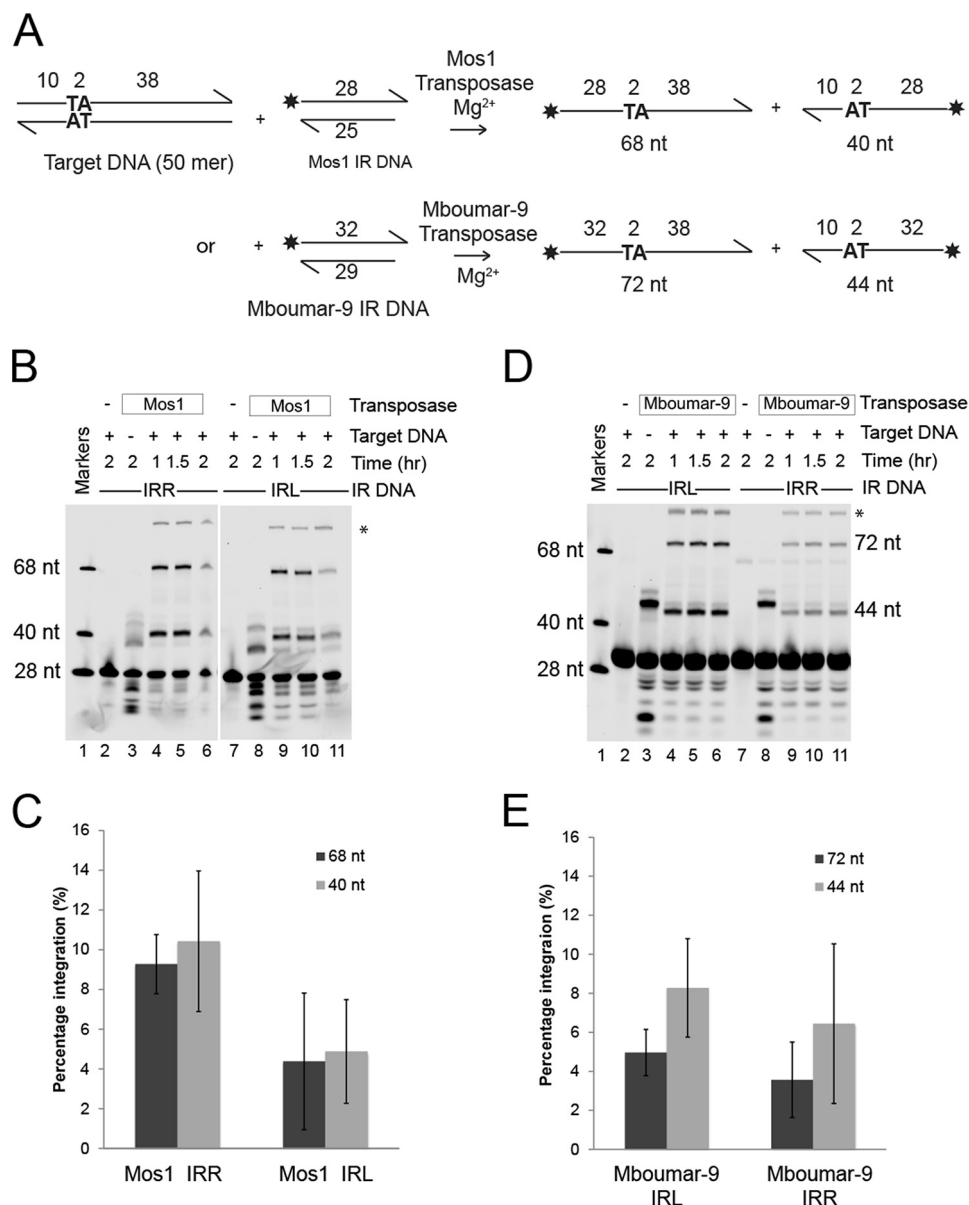 A
10 2 38
TA
AT
Target DNA (50 mer)
+
28
25
Mos1 IR DNA
Mos1
Transposase
Mg2+
28 2 38
TA
68 nt
+
10 2 28
AT
40 nt
or +
32
29
Mboumar-9 IR DNA
Mboumar-9
Transposase
Mg2+
32 2 38
TA
72 nt
+
10 2 32
AT
44 nt
B
- Mos1 - Mos1 Transposase
+ - + + + + - + + + Target DNA
2 2 1 1.5 2 2 2 1 1.5 2 Time (hr)
IRR IRL IR DNA
Markers
*
68 nt
40 nt
28 nt
1 2 3 4 5 6 7 8 9 10 11
C
Percentage integration (%)
16
14
12
10
8
6
4
2
0
68 nt
40 nt
Mos1 IRR Mos1 IRL
D
- Mboumar-9 - Mboumar-9 Transposase
+ - + + + + - + + + Target DNA
2 2 1 1.5 2 2 2 1 1.5 2 Time (hr)
IRL IRR IR DNA
Markers
*
68 nt 72 nt
40 nt 44 nt
28 nt
1 2 3 4 5 6 7 8 9 10 11
E
Percentage integraion (%)
16
14
12
10
8
6
4
2
0
72 nt
44 nt
Mboumar-9 Mboumar-9
IRL IRR